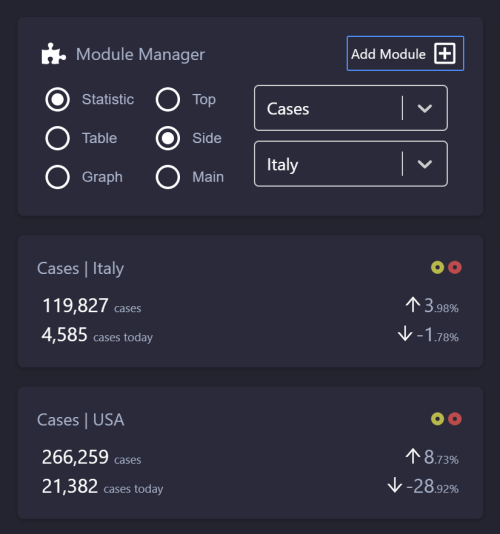 Module Manager Add Module
Statistic Top Cases
Table Side
Graph Main Italy
Cases | Italy
119,827 cases 3.98%
4,585 cases today -1.78%
Cases | USA
266,259 cases 8.73%
21,382 cases today -28.92%